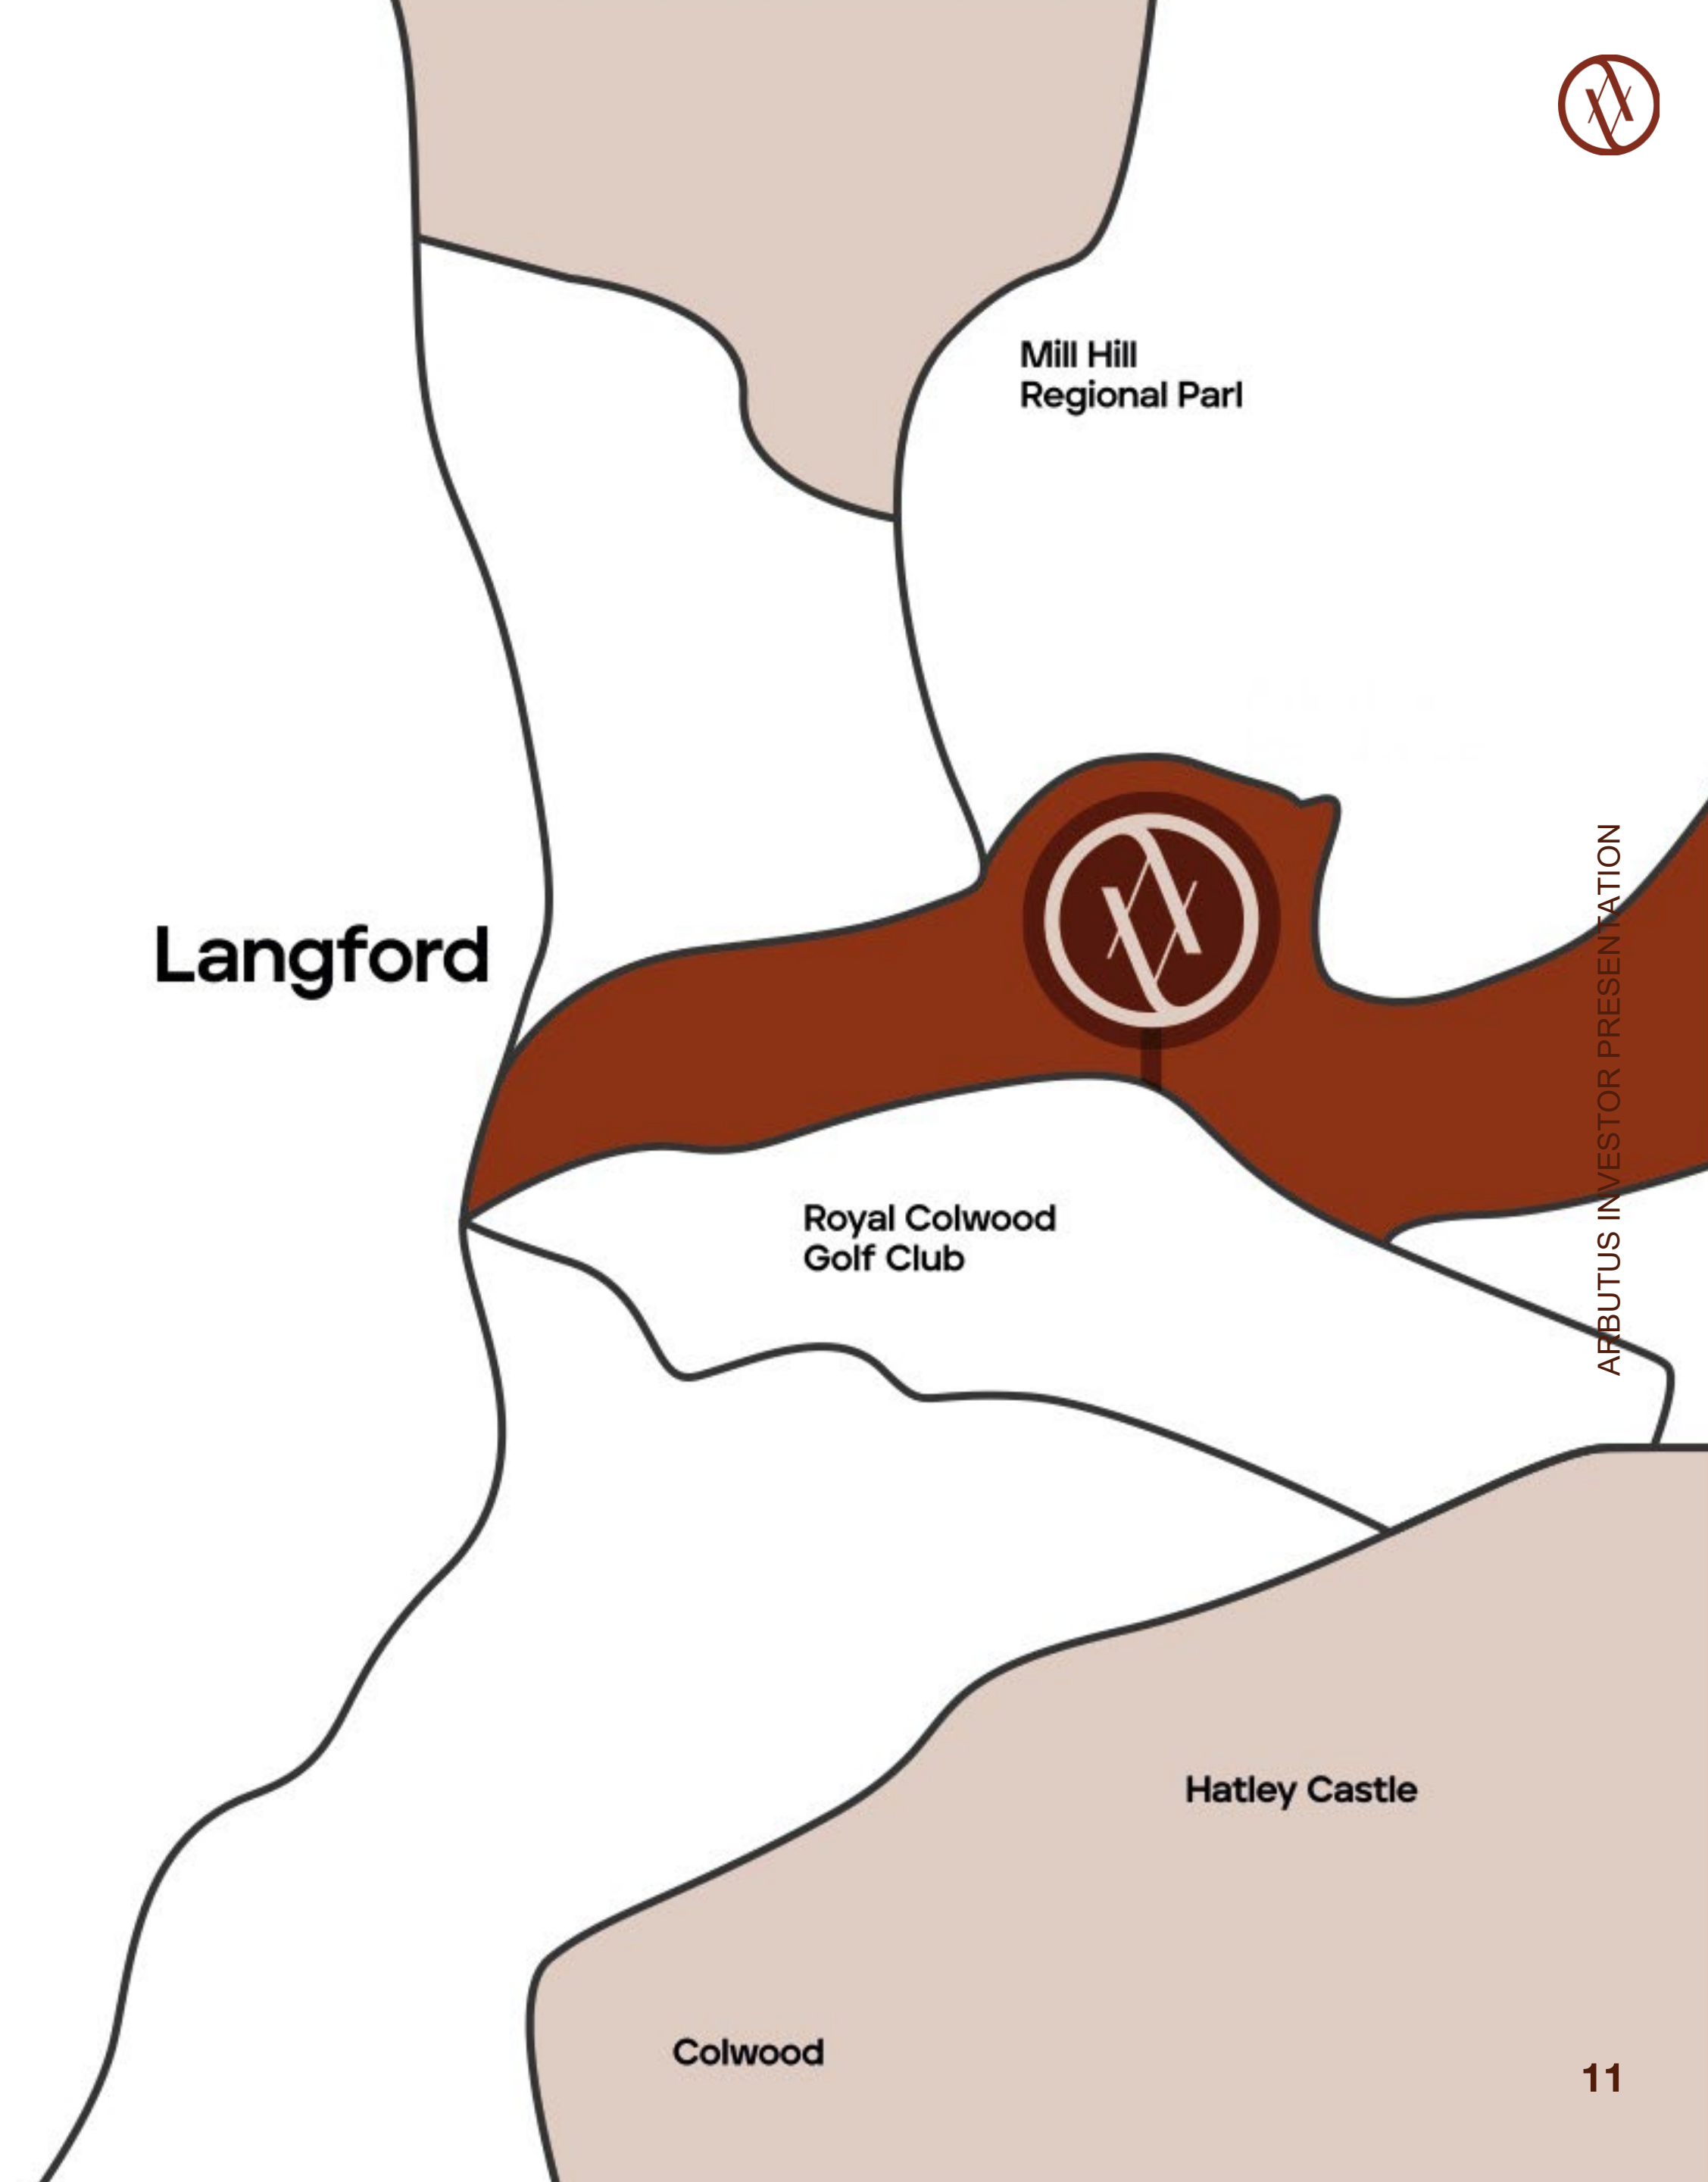 Mill Hill
Regional Parl
Langford
ARBUTUS INVESTOR PRESENTATION
Royal Colwood
Golf Club
Hatley Castle
Colwood
11